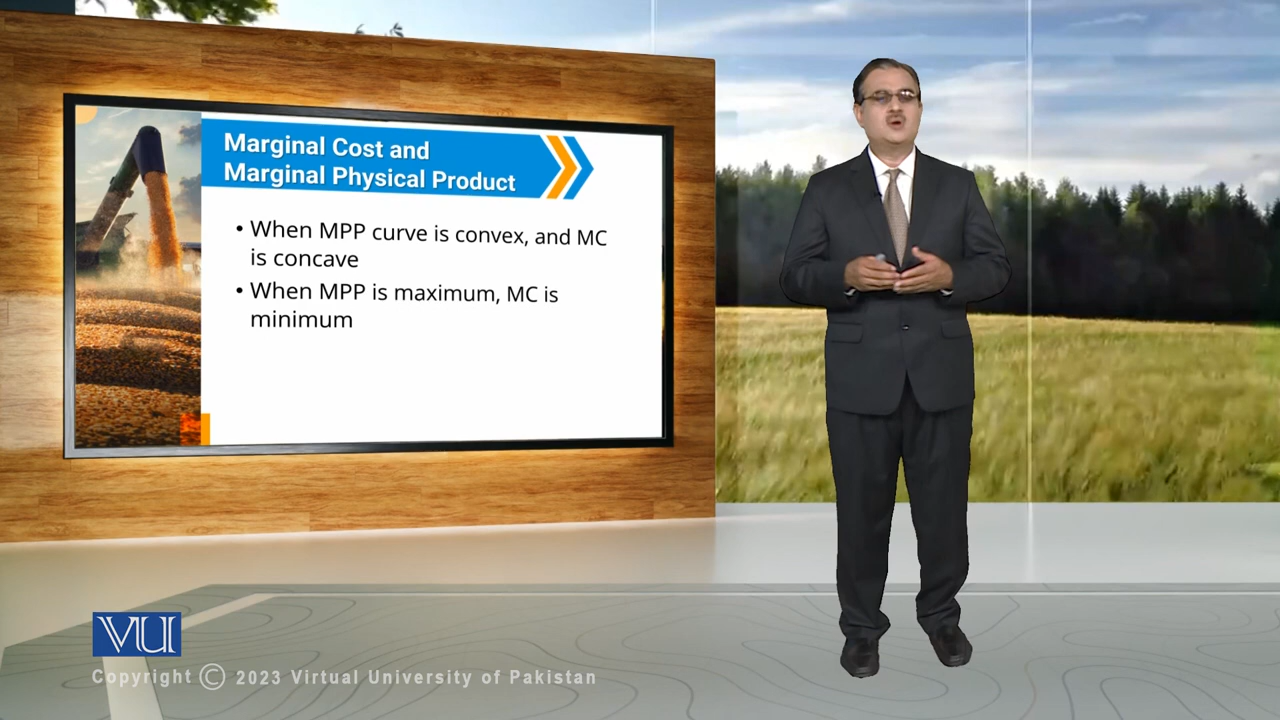 Marginal Cost and
Marginal Physical Product
• When MPP curve is convex, and MC
is concave
• When MPP is maximum, MC is
minimum
VU
Copyright © 2023 Virtual University of Pakistan